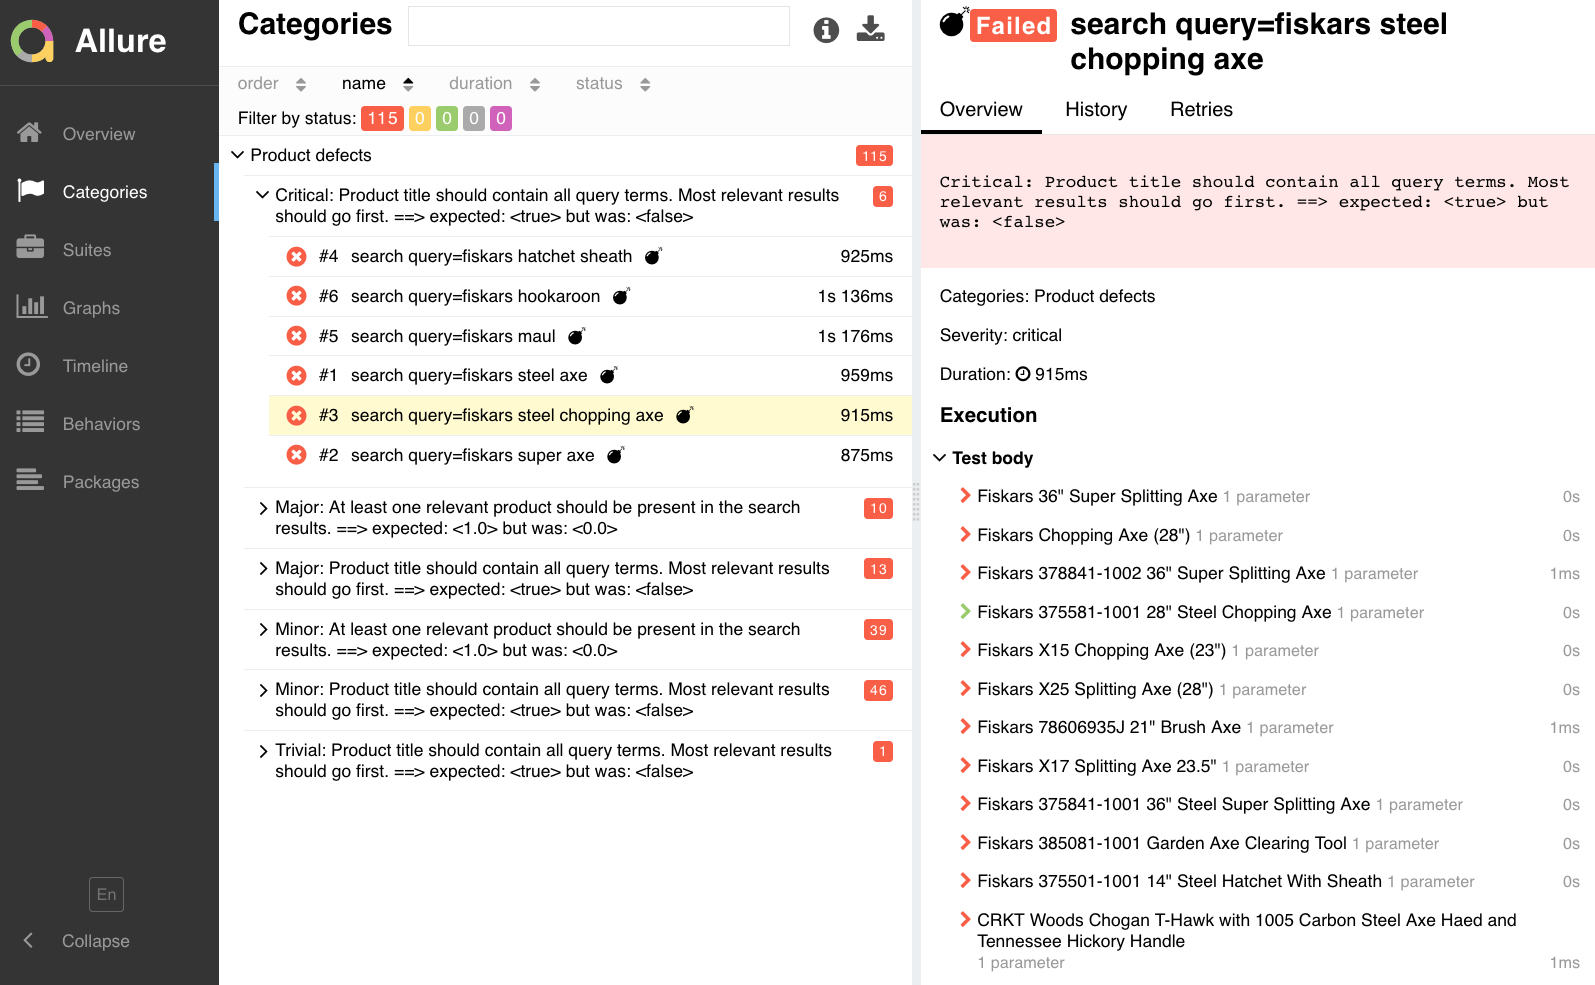 Allure
Overview
Categories
Suites
Graphs
Timeline
Behaviors
Packages
En
Collapse
Categories
order name duration status
Filter by status: 115 0 0 0 0
Product defects 115
Critical: Product title should contain all query terms. Most relevant results 6
should go first. ==> expected: <true> but was: <false>
#4 search query=fiskars hatchet sheath 925ms
#6 search query=fiskars hookaroon 1s 136ms
#5 search query=fiskars maul 1s 176ms
#1 search query=fiskars steel axe 959ms
#3 search query=fiskars steel chopping axe 915ms
#2 search query=fiskars super axe 875ms
Major: At least one relevant product should be present in the search 10
results. ==> expected: <1.0> but was: <0.0>
Major: Product title should contain all query terms. Most relevant results 13
should go first. ==> expected: <true> but was: <false>
Minor: At least one relevant product should be present in the search 39
results. ==> expected: <1.0> but was: <0.0>
Minor: Product title should contain all query terms. Most relevant results 46
should go first. ==> expected: <true> but was: <false>
Trivial: Product title should contain all query terms. Most relevant results 1
should go first. ==> expected: <true> but was: <false>
Failed search query=fiskars steel
chopping axe
Overview History Retries
Critical: Product title should contain all query terms. Most
relevant results should go first. ==> expected: <true> but
was: <false>
Categories: Product defects
Severity: critical
Duration: 915ms
Execution
Test body
Fiskars 36" Super Splitting Axe 1 parameter 0s
Fiskars Chopping Axe (28") 1 parameter 0s
Fiskars 378841-1002 36" Super Splitting Axe 1 parameter 1ms
Fiskars 375581-1001 28" Steel Chopping Axe 1 parameter 0s
Fiskars X15 Chopping Axe (23") 1 parameter 0s
Fiskars X25 Splitting Axe (28") 1 parameter 0s
Fiskars 78606935J 21" Brush Axe 1 parameter 1ms
Fiskars X17 Splitting Axe 23.5" 1 parameter 0s
Fiskars 375841-1001 36" Steel Super Splitting Axe 1 parameter 0s
Fiskars 385081-1001 Garden Axe Clearing Tool 1 parameter 0s
Fiskars 375501-1001 14" Steel Hatchet With Sheath 1 parameter 0s
CRKT Woods Chogan T-Hawk with 1005 Carbon Steel Axe Haed and
Tennessee Hickory Handle
1 parameter 1ms